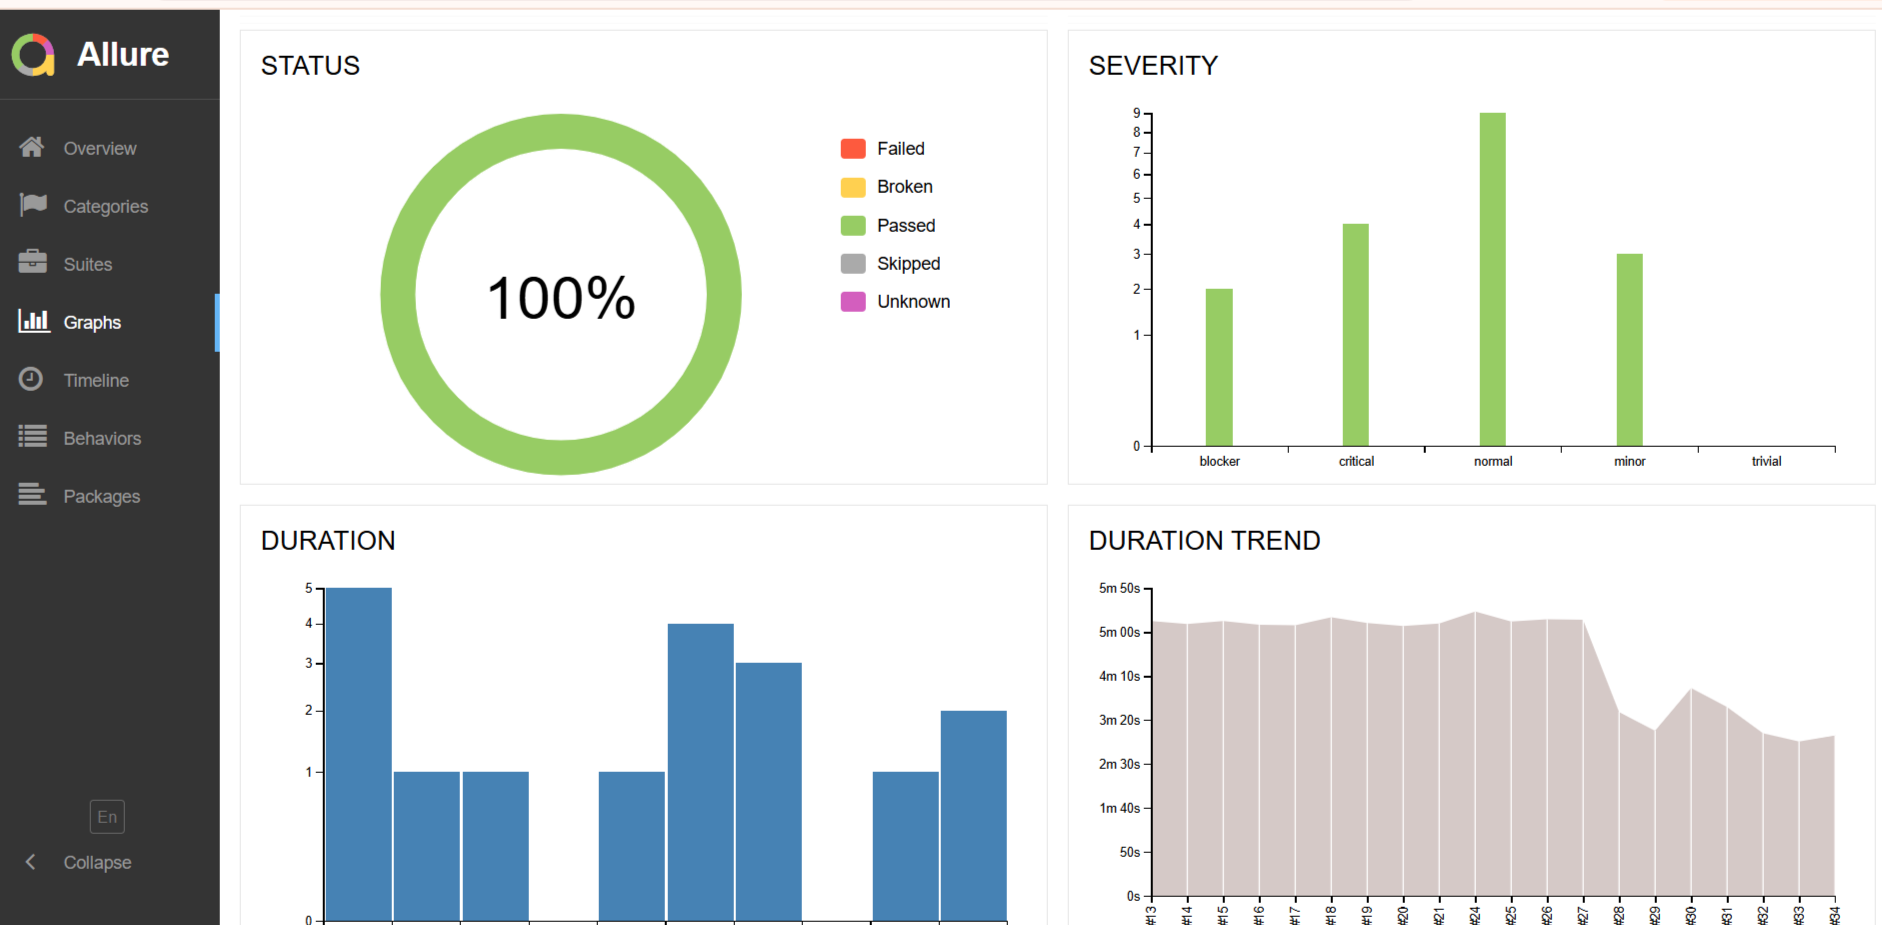 Allure
Overview
Categories
Suites
Graphs
Timeline
Behaviors
Packages
En
Collapse
STATUS
100%
Failed
Broken
Passed
Skipped
Unknown
SEVERITY
9
8
7
6
5
4
3
2
1
0
blocker critical normal minor trivial
DURATION
5
4
3
2
1
0
DURATION TREND
5m 50s
5m 00s
4m 10s
3m 20s
2m 30s
1m 40s
50s
0s
#13 #14 #15 #16 #17 #18 #19 #20 #21 #24 #25 #26 #27 #28 #29 #30 #31 #32 #33 #34